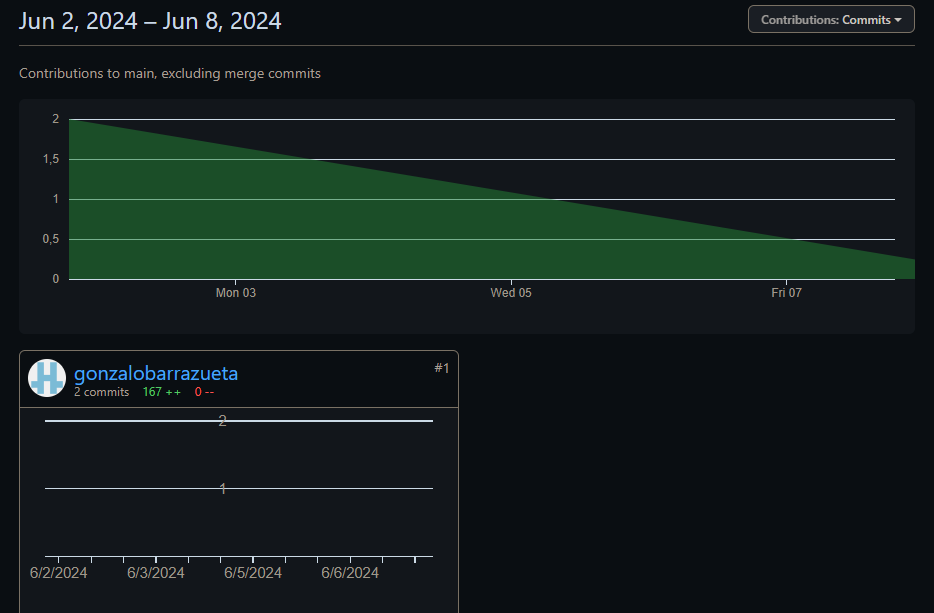 Jun 2, 2024 – Jun 8, 2024
Contributions: Commits
Contributions to main, excluding merge commits
2
1,5
1
0,5
0
Mon 03 Wed 05 Fri 07
gonzalobarrazueta #1
2 commits 167 ++ 0 --
2
1
6/2/2024 6/3/2024 6/5/2024 6/6/2024